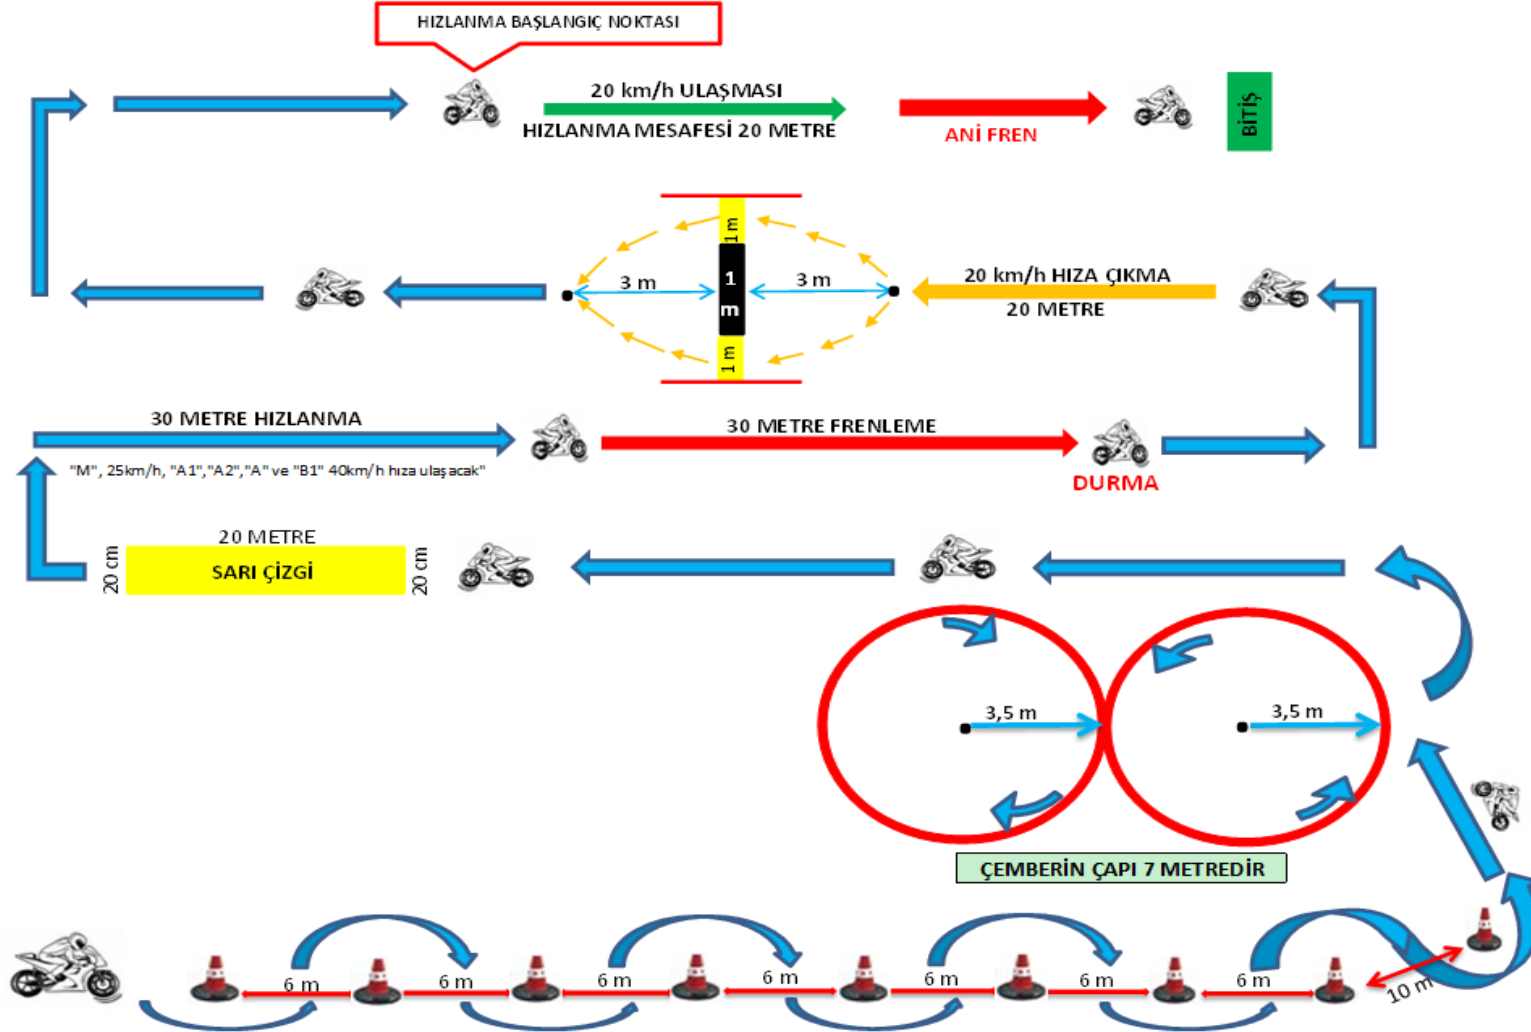 HIZLANMA BAŞLANGIÇ NOKTASI
20 km/h ULAŞMASI
HIZLANMA MESAFESİ 20 METRE
ANİ FREN
BİTİŞ
1 m
3 m
1
m
3 m
1 m
20 km/h HIZA ÇIKMA
20 METRE
30 METRE HIZLANMA
30 METRE FRENLEME
"M", 25km/h, "A1","A2","A" ve "B1" 40km/h hıza ulaşacak"
DURMA
20 METRE
20 cm
SARI ÇİZGİ
20 cm
3,5 m
3,5 m
ÇEMBERİN ÇAPI 7 METREDİR
6 m
6 m
6 m
6 m
6 m
6 m
6 m
10 m